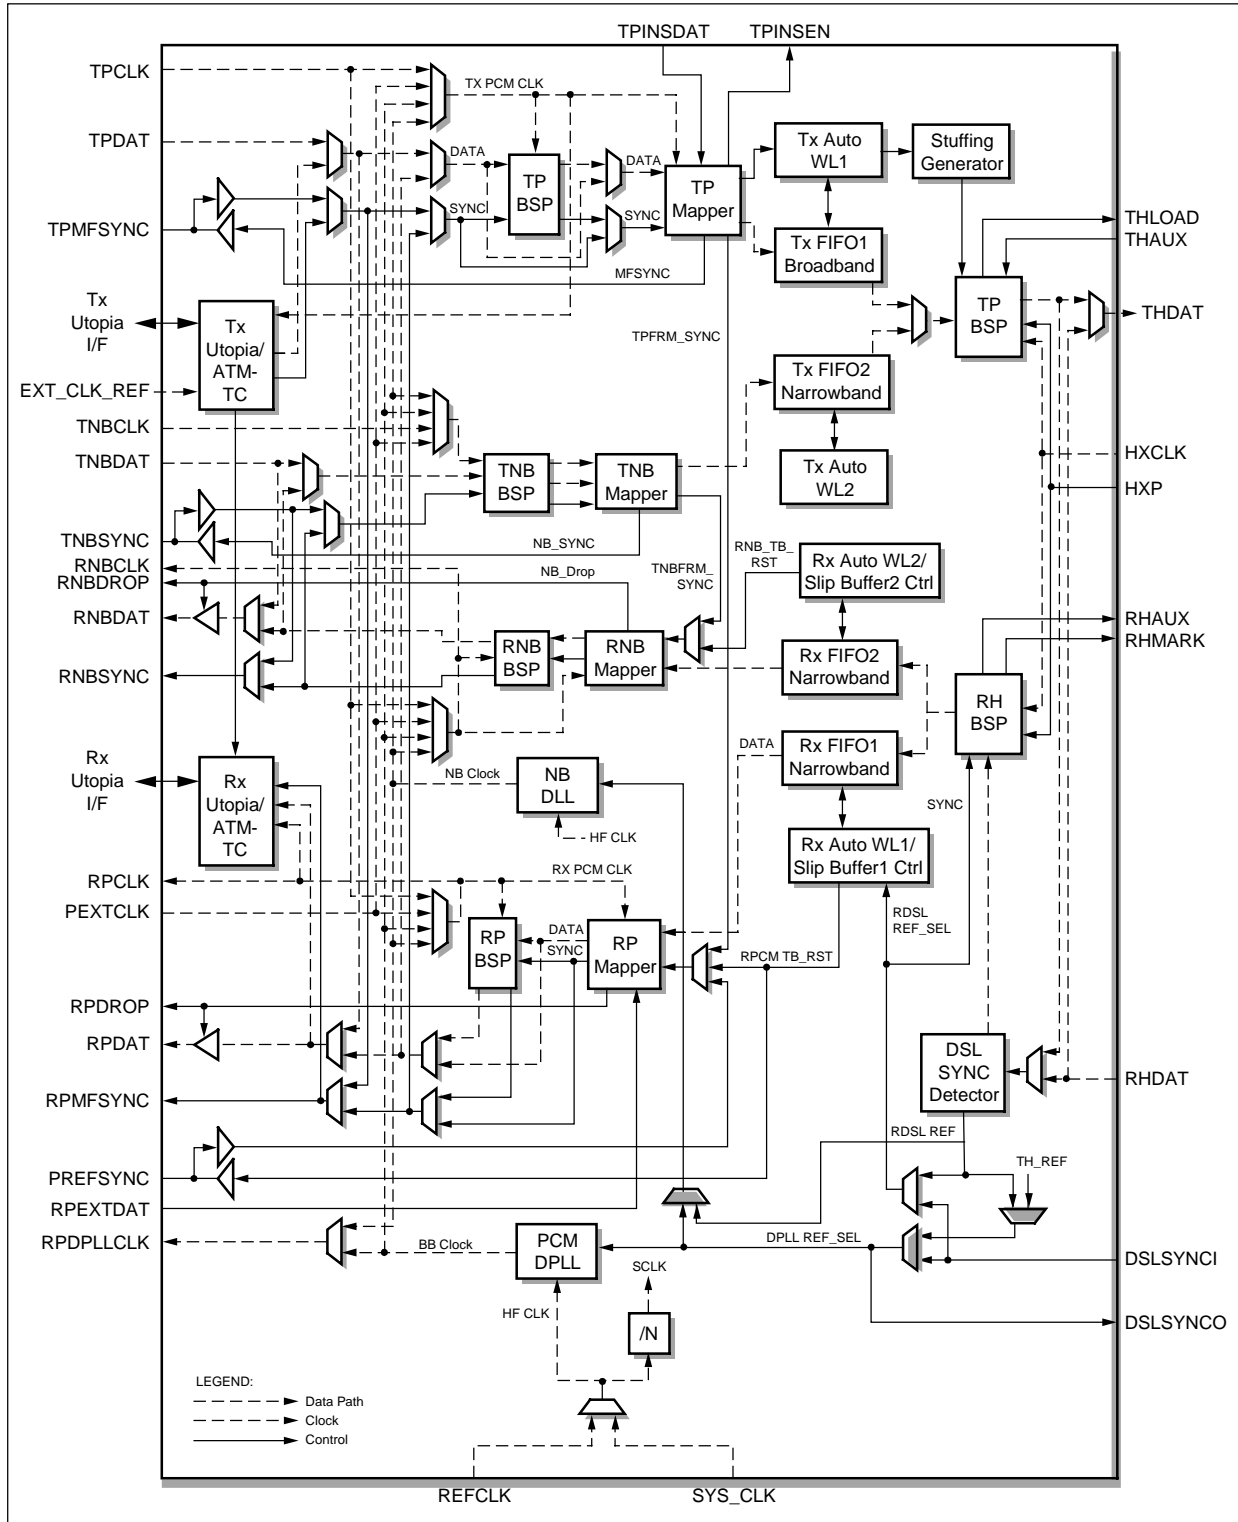 TPINSDAT
TPINSEN
TPCLK
TX PCM CLK
TPDAT
DATA
DATA
TP
BSP
TP
Mapper
Tx Auto
WL1
Stuffing
Generator
SYNC
SYNC
TPMFSYNC
MFSYNC
Tx FIFO1
Broadband
THLOAD
THAUX
TP
BSP
THDAT
Tx
Utopia
I/F
Tx
Utopia/
ATM-
TC
TPFRM_SYNC
EXT_CLK_REF
Tx FIFO2
Narrowband
TNBCLK
TNBDAT
TNB
BSP
TNB
Mapper
Tx Auto
WL2
HXCLK
HXP
TNBSYNC
NB_SYNC
RNBCLK
RNBDROP
NB_Drop
TNBFRM_
SYNC
RNB_TB_
RST
Rx Auto WL2/
Slip Buffer2 Ctrl
RNBDAT
RHAUX
RHMARK
RNB
BSP
RNB
Mapper
Rx FIFO2
Narrowband
RNBSYNC
RH
BSP
DATA
Rx FIFO1
Narrowband
Rx
Utopia
I/F
Rx
Utopia/
ATM-
TC
NB Clock
NB
DLL
HF CLK
SYNC
Rx Auto WL1/
Slip Buffer1 Ctrl
RPCLK
RX PCM CLK
PEXTCLK
RDSL
REF_SEL
RP
BSP
DATA
SYNC
RP
Mapper
RPCM TB_RST
RPDROP
RPDAT
DSL
SYNC
Detector
RHDAT
RPMFSYNC
RDSL REF
TH_REF
PREFSYNC
RPEXTDAT
RPDPLLCLK
BB Clock
PCM
DPLL
DPLL REF_SEL
DSLSYNCI
SCLK
HF CLK
/N
DSLSYNCO
LEGEND:
Data Path
Clock
Control
REFCLK
SYS_CLK